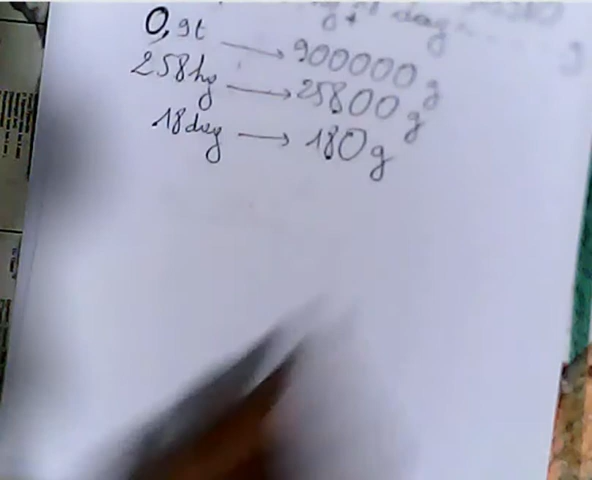 0,9t → 900000 g
258hg → 25800 g
18dag → 180g